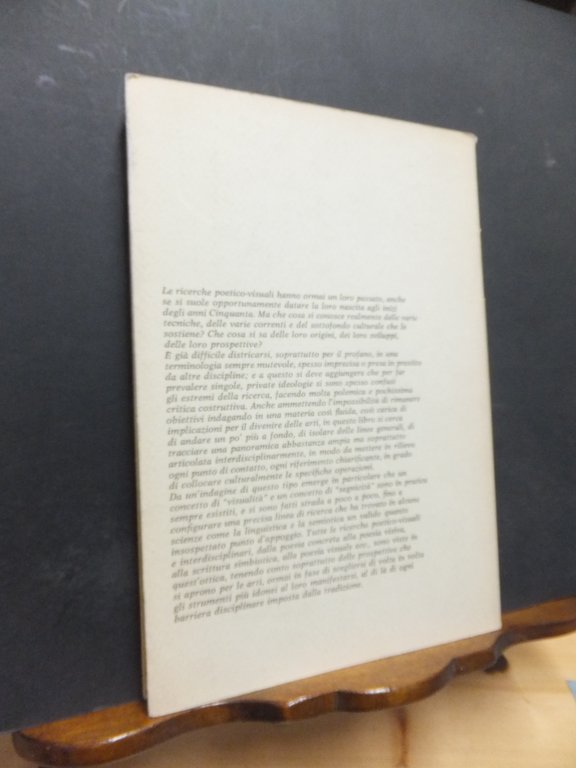 Le ricerche poetico-visuali hanno ormai un loro passato, anche
se si suole opportunamente datare la loro nascita agli inizi
degli anni Cinquanta. Ma che cosa si conosce realmente delle varie
tecniche, delle varie correnti e del sottofondo culturale che le
sostiene? Che cosa si sa delle loro origini, dei loro sviluppi,
delle loro prospettive?
È già difficile districarsi, soprattutto per il profano, in una
terminologia sempre mutevole, spesso imprecisa e presa in prestito
da altre discipline; e a questo si deve aggiungere che per far
prevalere singole, private ideologie si sono spesso confusi
gli estremi della ricerca, facendo molta polemica e pochissima
critica costruttiva. Anche ammettendo l'impossibilità di rimanere
obiettivi indagando in una materia così fluida, così carica di
implicazioni per il divenire delle arti, in questo libro si cerca
di andare un po' più a fondo, di isolare delle linee generali, di
tracciare una panoramica abbastanza ampia ma soprattutto
articolata interdisciplinarmente, in modo da mettere in rilievo
ogni punto di contatto, ogni riferimento chiarificante, in grado
di collocare culturalmente le specifiche operazioni.
Da un'indagine di questo tipo emerge in particolare che un
concetto di "visualità" e un concetto di "segnicità" sono in pratica
sempre esistiti, e si sono fatti strada a poco a poco, fino a
configurare una precisa linea di ricerca che ha trovato in alcune
scienze come la linguistica e la semiotica un valido quanto
insospettato punto d'appoggio. Tutte le ricerche poetico-visuali
e interdisciplinari, dalla poesia concreta alla poesia visiva,
alla scrittura simbiotica, alla poesia visuale ecc., sono viste in
quest'ottica, tenendo conto soprattutto delle prospettive che
si aprono per le arti, ormai in fase di scegliersi di volta in volta
gli strumenti più idonei al loro manifestarsi, al di là di ogni
barriera disciplinare imposta dalla tradizione.